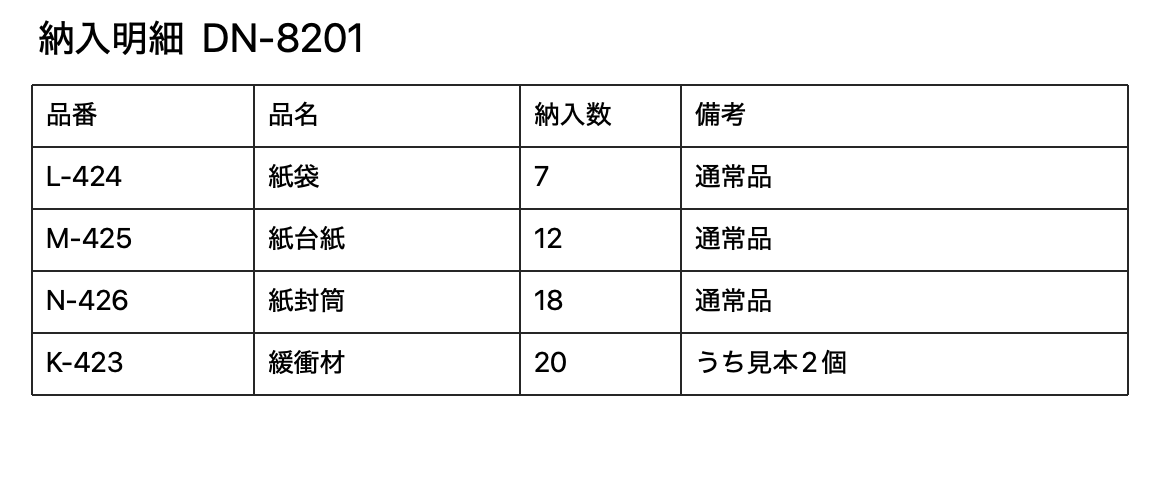 納入明細 DN-8201
品番 品名 納入数 備考
L-424 紙袋 7 通常品
M-425 紙台紙 12 通常品
N-426 紙封筒 18 通常品
K-423 緩衝材 20 うち見本2個